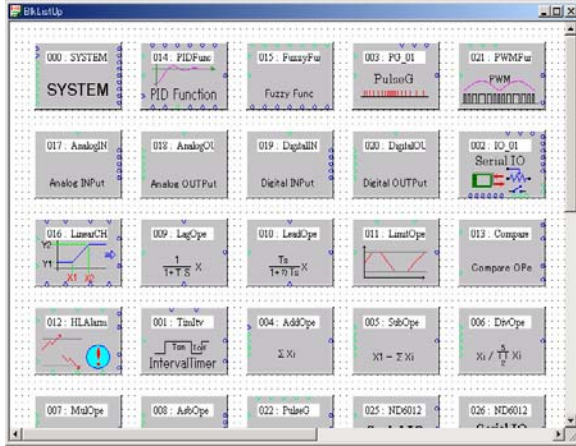 BlkListUp
000 : SYSTEM
SYSTEM
014 : PIDFunc
PID Function
015 : FuzzyFu
Fuzzy Func
003 : PG_01
PulseG
021 : PWMFur
PWM
017 : AnalogIN
Analog INPut
018 : AnalogOU
Analog OUTPut
019 : DigitalIN
Digital INPut
020 : DigitalOU
Digital OUTPut
002 : IO_01
Serial IO
016 : LinearCH
Y2
Y1
X1 X2
009 : LagOpe
1
1+T S X
010 : LeadOpe
Ts
1+ηTs X
011 : LimitOpe
013 : Compare
Compare OPe
012 : HLAlarm
001 : TimItv
Ton Toff
IntervalTimer
004 : AddOpe
Σ Xi
005 : SubOpe
X1 - Σ Xi
006 : DivOpe
Xi / Π Xi
007 : MulOpe
008 : AsbOpe
022 : PulseG
025 : ND6012
026 : ND6012